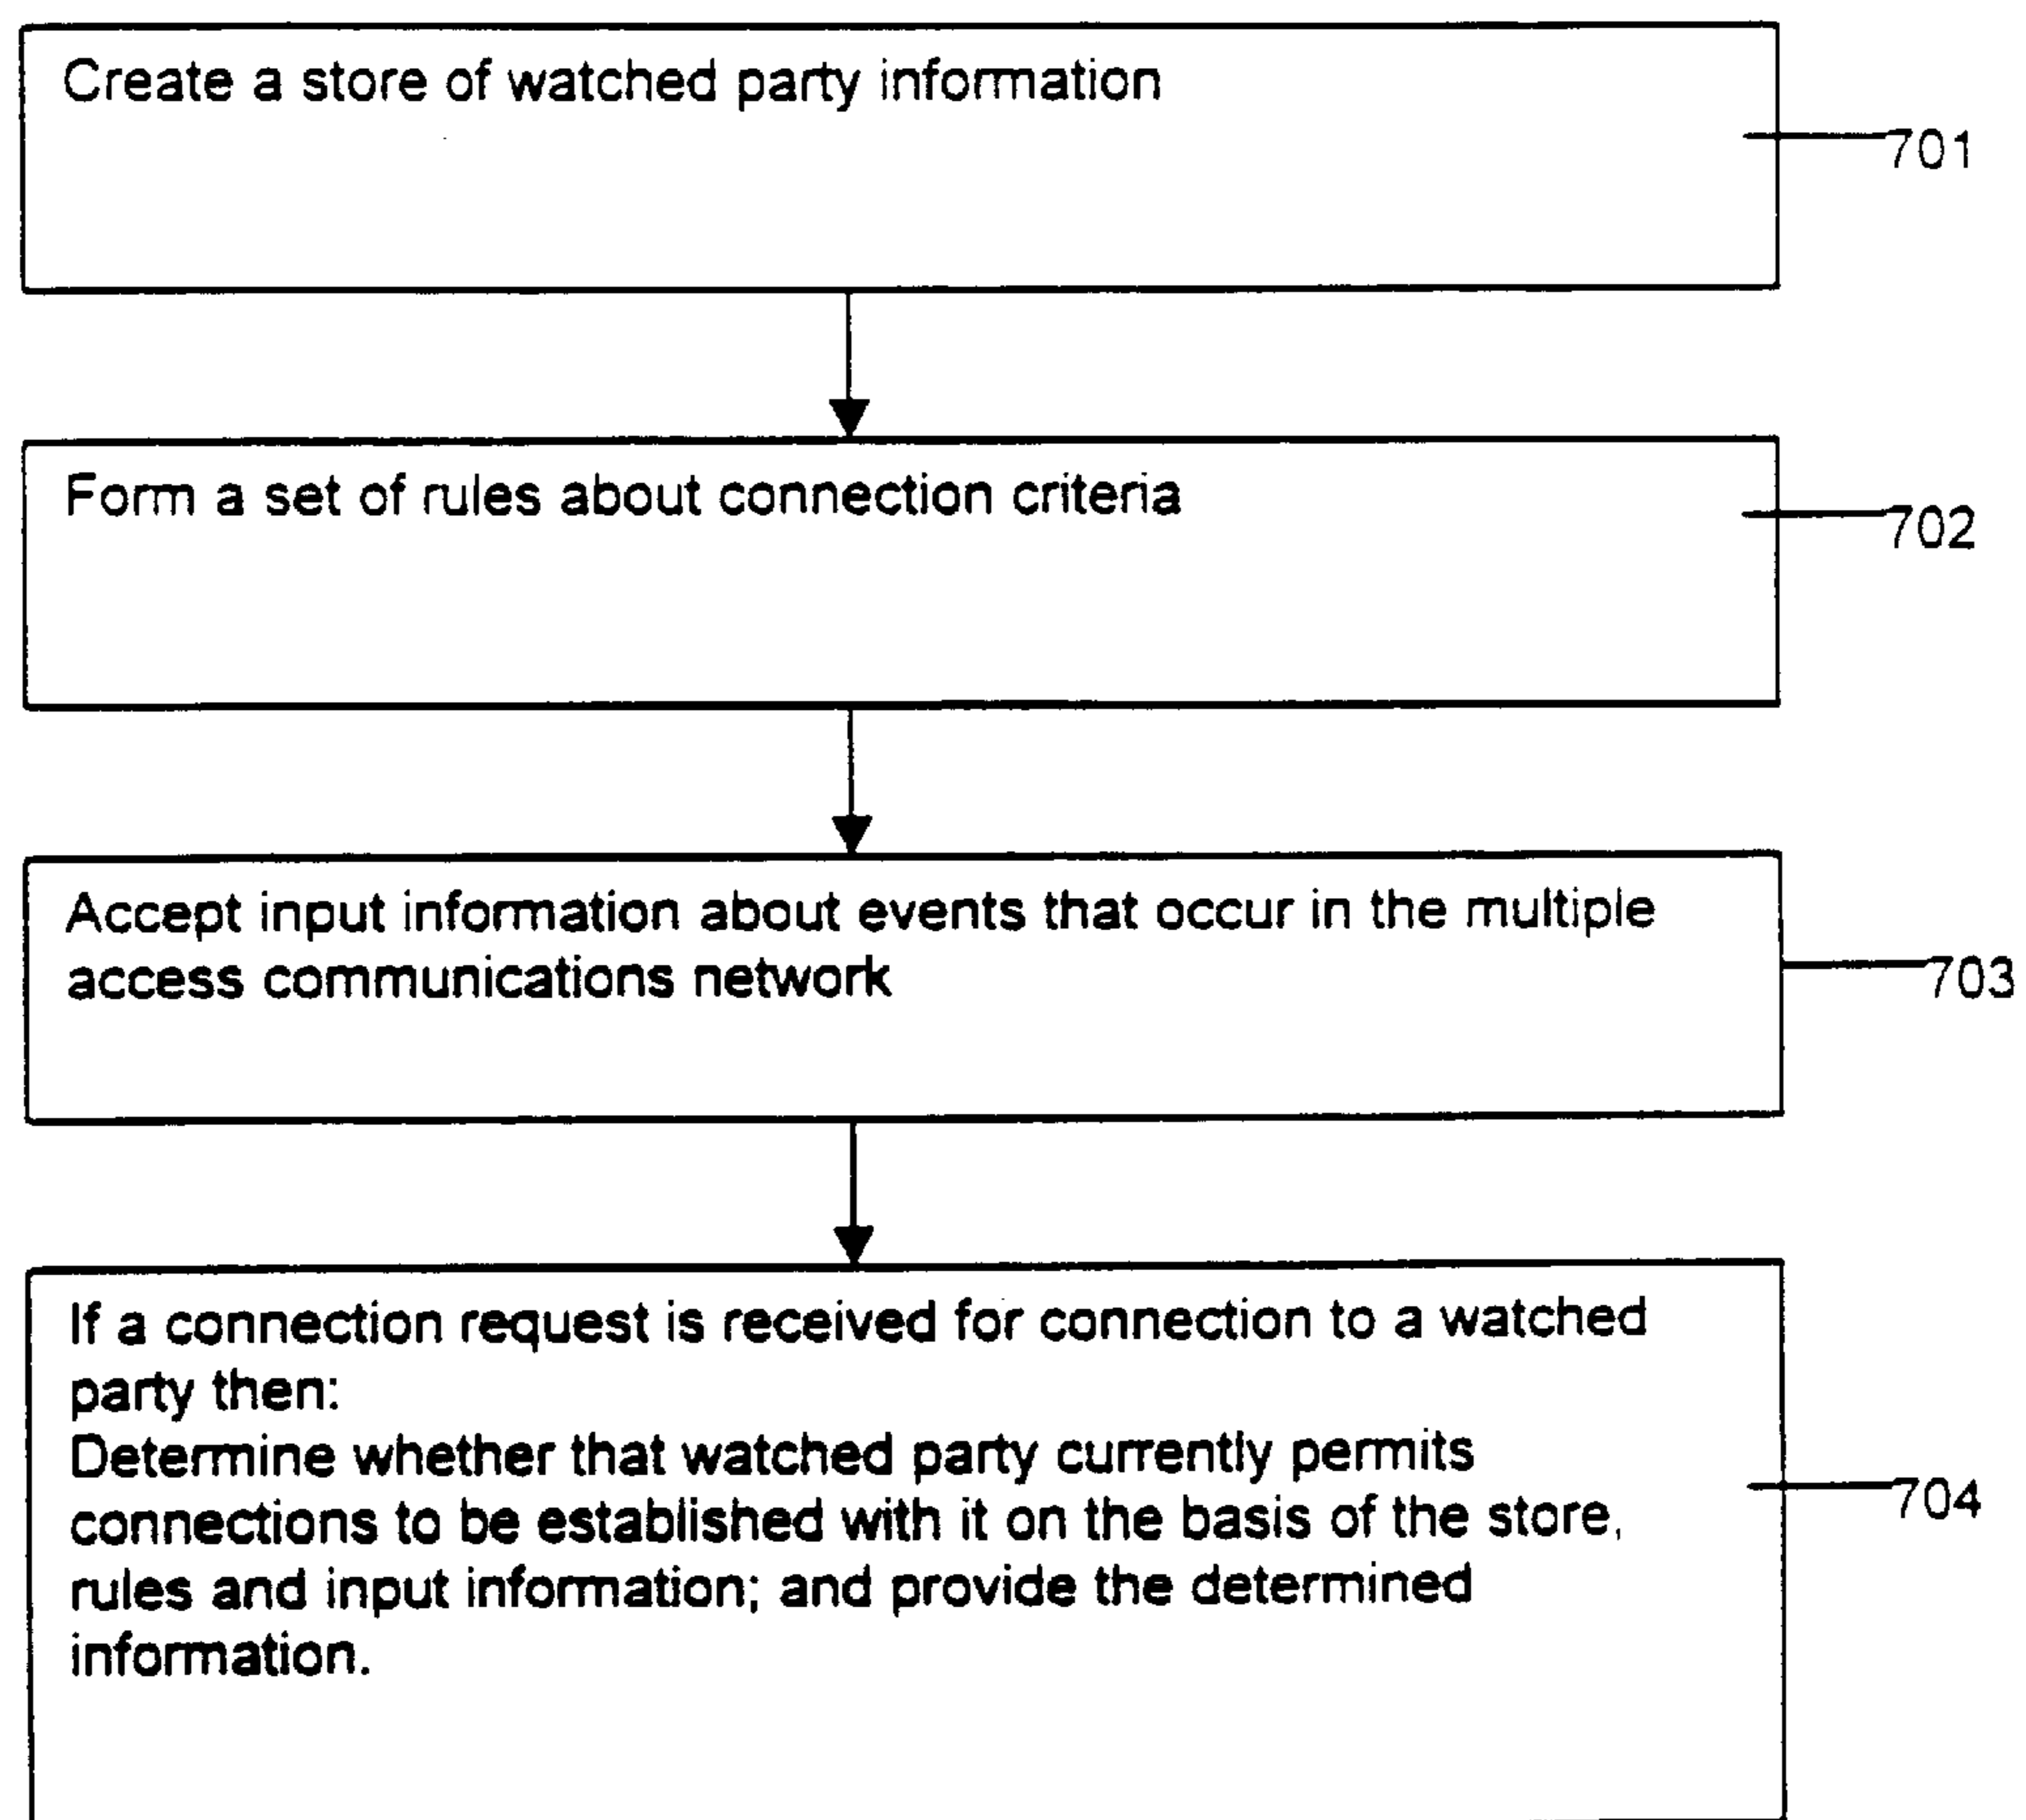 Create a store of watched party information
701
Form a set of rules about connection criteria
702
Accept input information about events that occur in the multiple
access communications network
703
If a connection request is received for connection to a watched
party then:
Determine whether that watched party currently permits
connections to be established with it on the basis of the store,
rules and input information; and provide the determined
information.
704